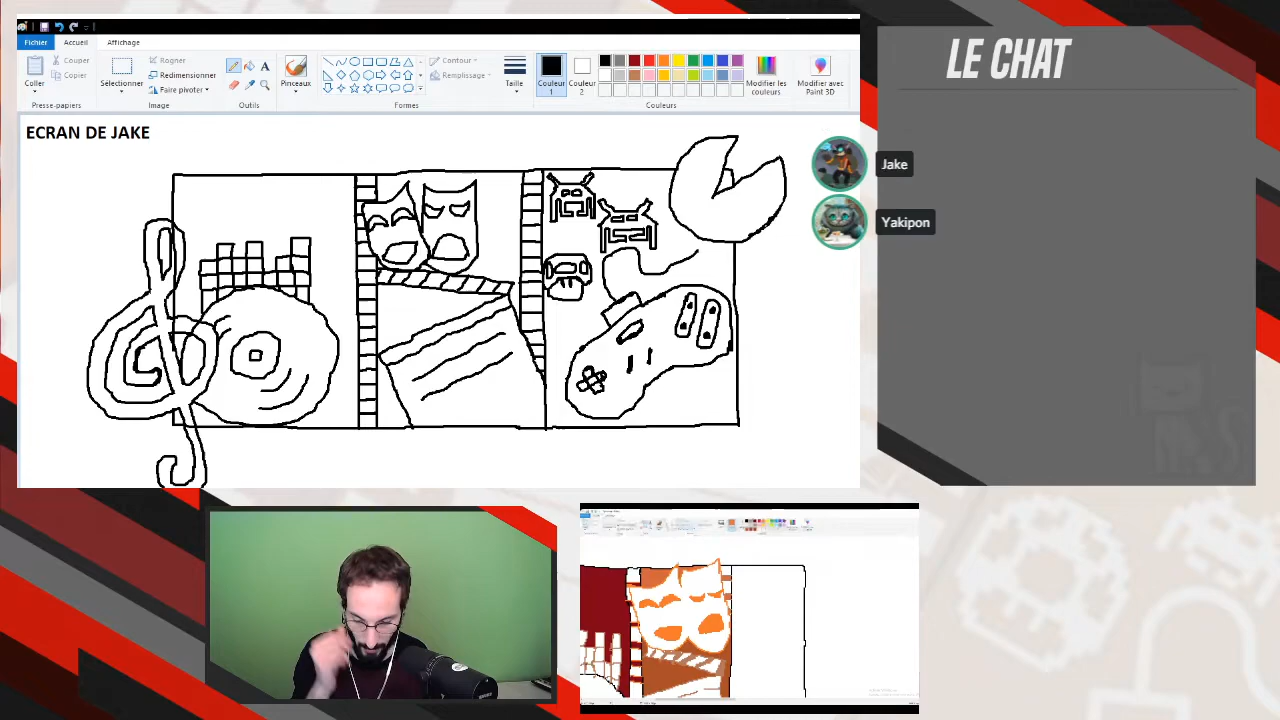 Fichier Accueil Affichage
Coller
Couper
Copier
Presse-papiers
Sélectionner
Rogner
Redimensionner
Faire pivoter
Image
A
Outils
Pinceaux
Contour
Remplissage
Formes
Taille
Couleur 1
Couleur 2
Modifier les couleurs
Couleurs
Modifier avec Paint 3D
ECRAN DE JAKE
LE CHAT
Jake
Yakipon